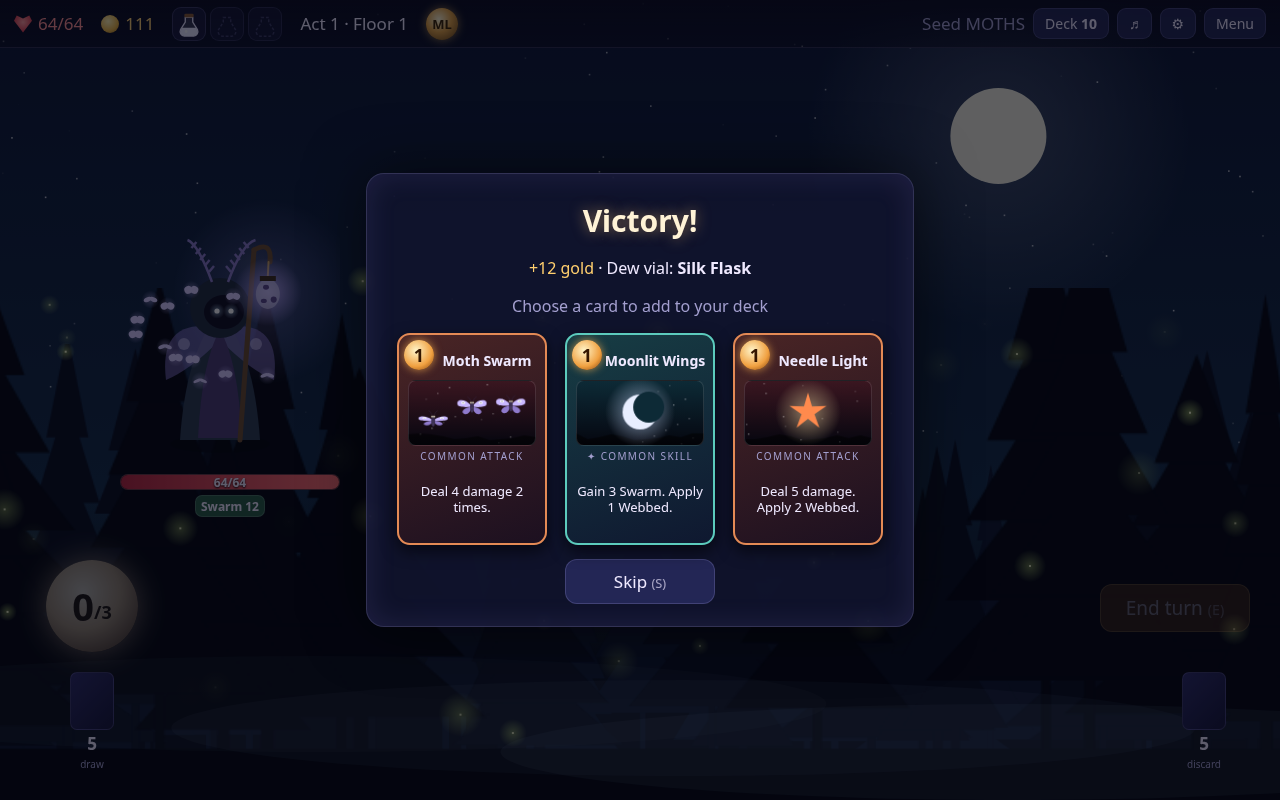 64/64
111
Act 1 · Floor 1
ML
Seed MOTHS
Deck 10
♬
⚙
Menu
Victory!
+12 gold · Dew vial: Silk Flask
Choose a card to add to your deck
1
Moth Swarm
COMMON ATTACK
Deal 4 damage 2
times.
1
Moonlit Wings
✦ COMMON SKILL
Gain 3 Swarm. Apply
1 Webbed.
1
Needle Light
COMMON ATTACK
Deal 5 damage.
Apply 2 Webbed.
Skip (S)
64/64
Swarm 12
0/3
End turn (E)
5
draw
5
discard